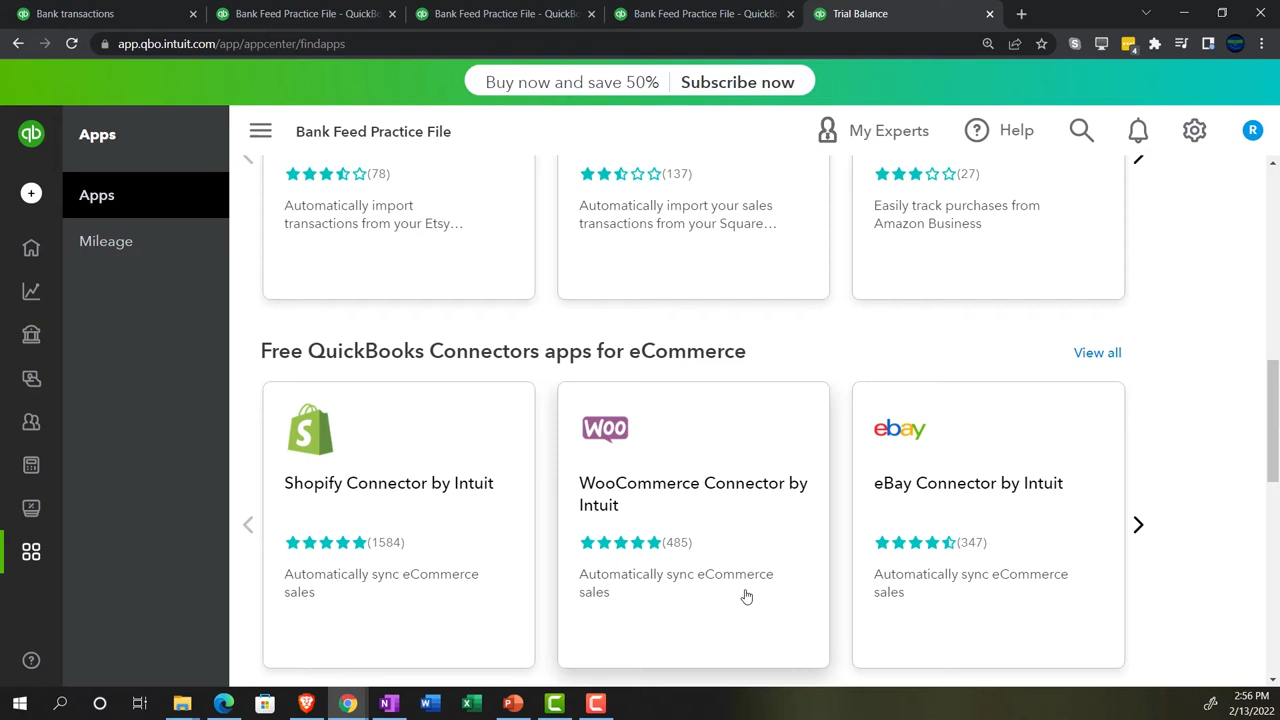 Bank transactions
Bank Feed Practice File - QuickBo
Bank Feed Practice File - QuickBo
Bank Feed Practice File - QuickBo
Trial Balance
app.qbo.intuit.com/app/appcenter/findapps
4
Buy now and save 50%
Subscribe now
qb
Apps
Bank Feed Practice File
My Experts
Help
R
Apps
Mileage
(78)
(137)
(27)
Automatically import
transactions from your Etsy…
Automatically import your sales
transactions from your Square…
Easily track purchases from
Amazon Business
Free QuickBooks Connectors apps for eCommerce
View all
S
WOO
ebay
Shopify Connector by Intuit
WooCommerce Connector by
Intuit
eBay Connector by Intuit
(1584)
(485)
(347)
Automatically sync eCommerce
sales
Automatically sync eCommerce
sales
Automatically sync eCommerce
sales
2:56 PM
2/13/2022